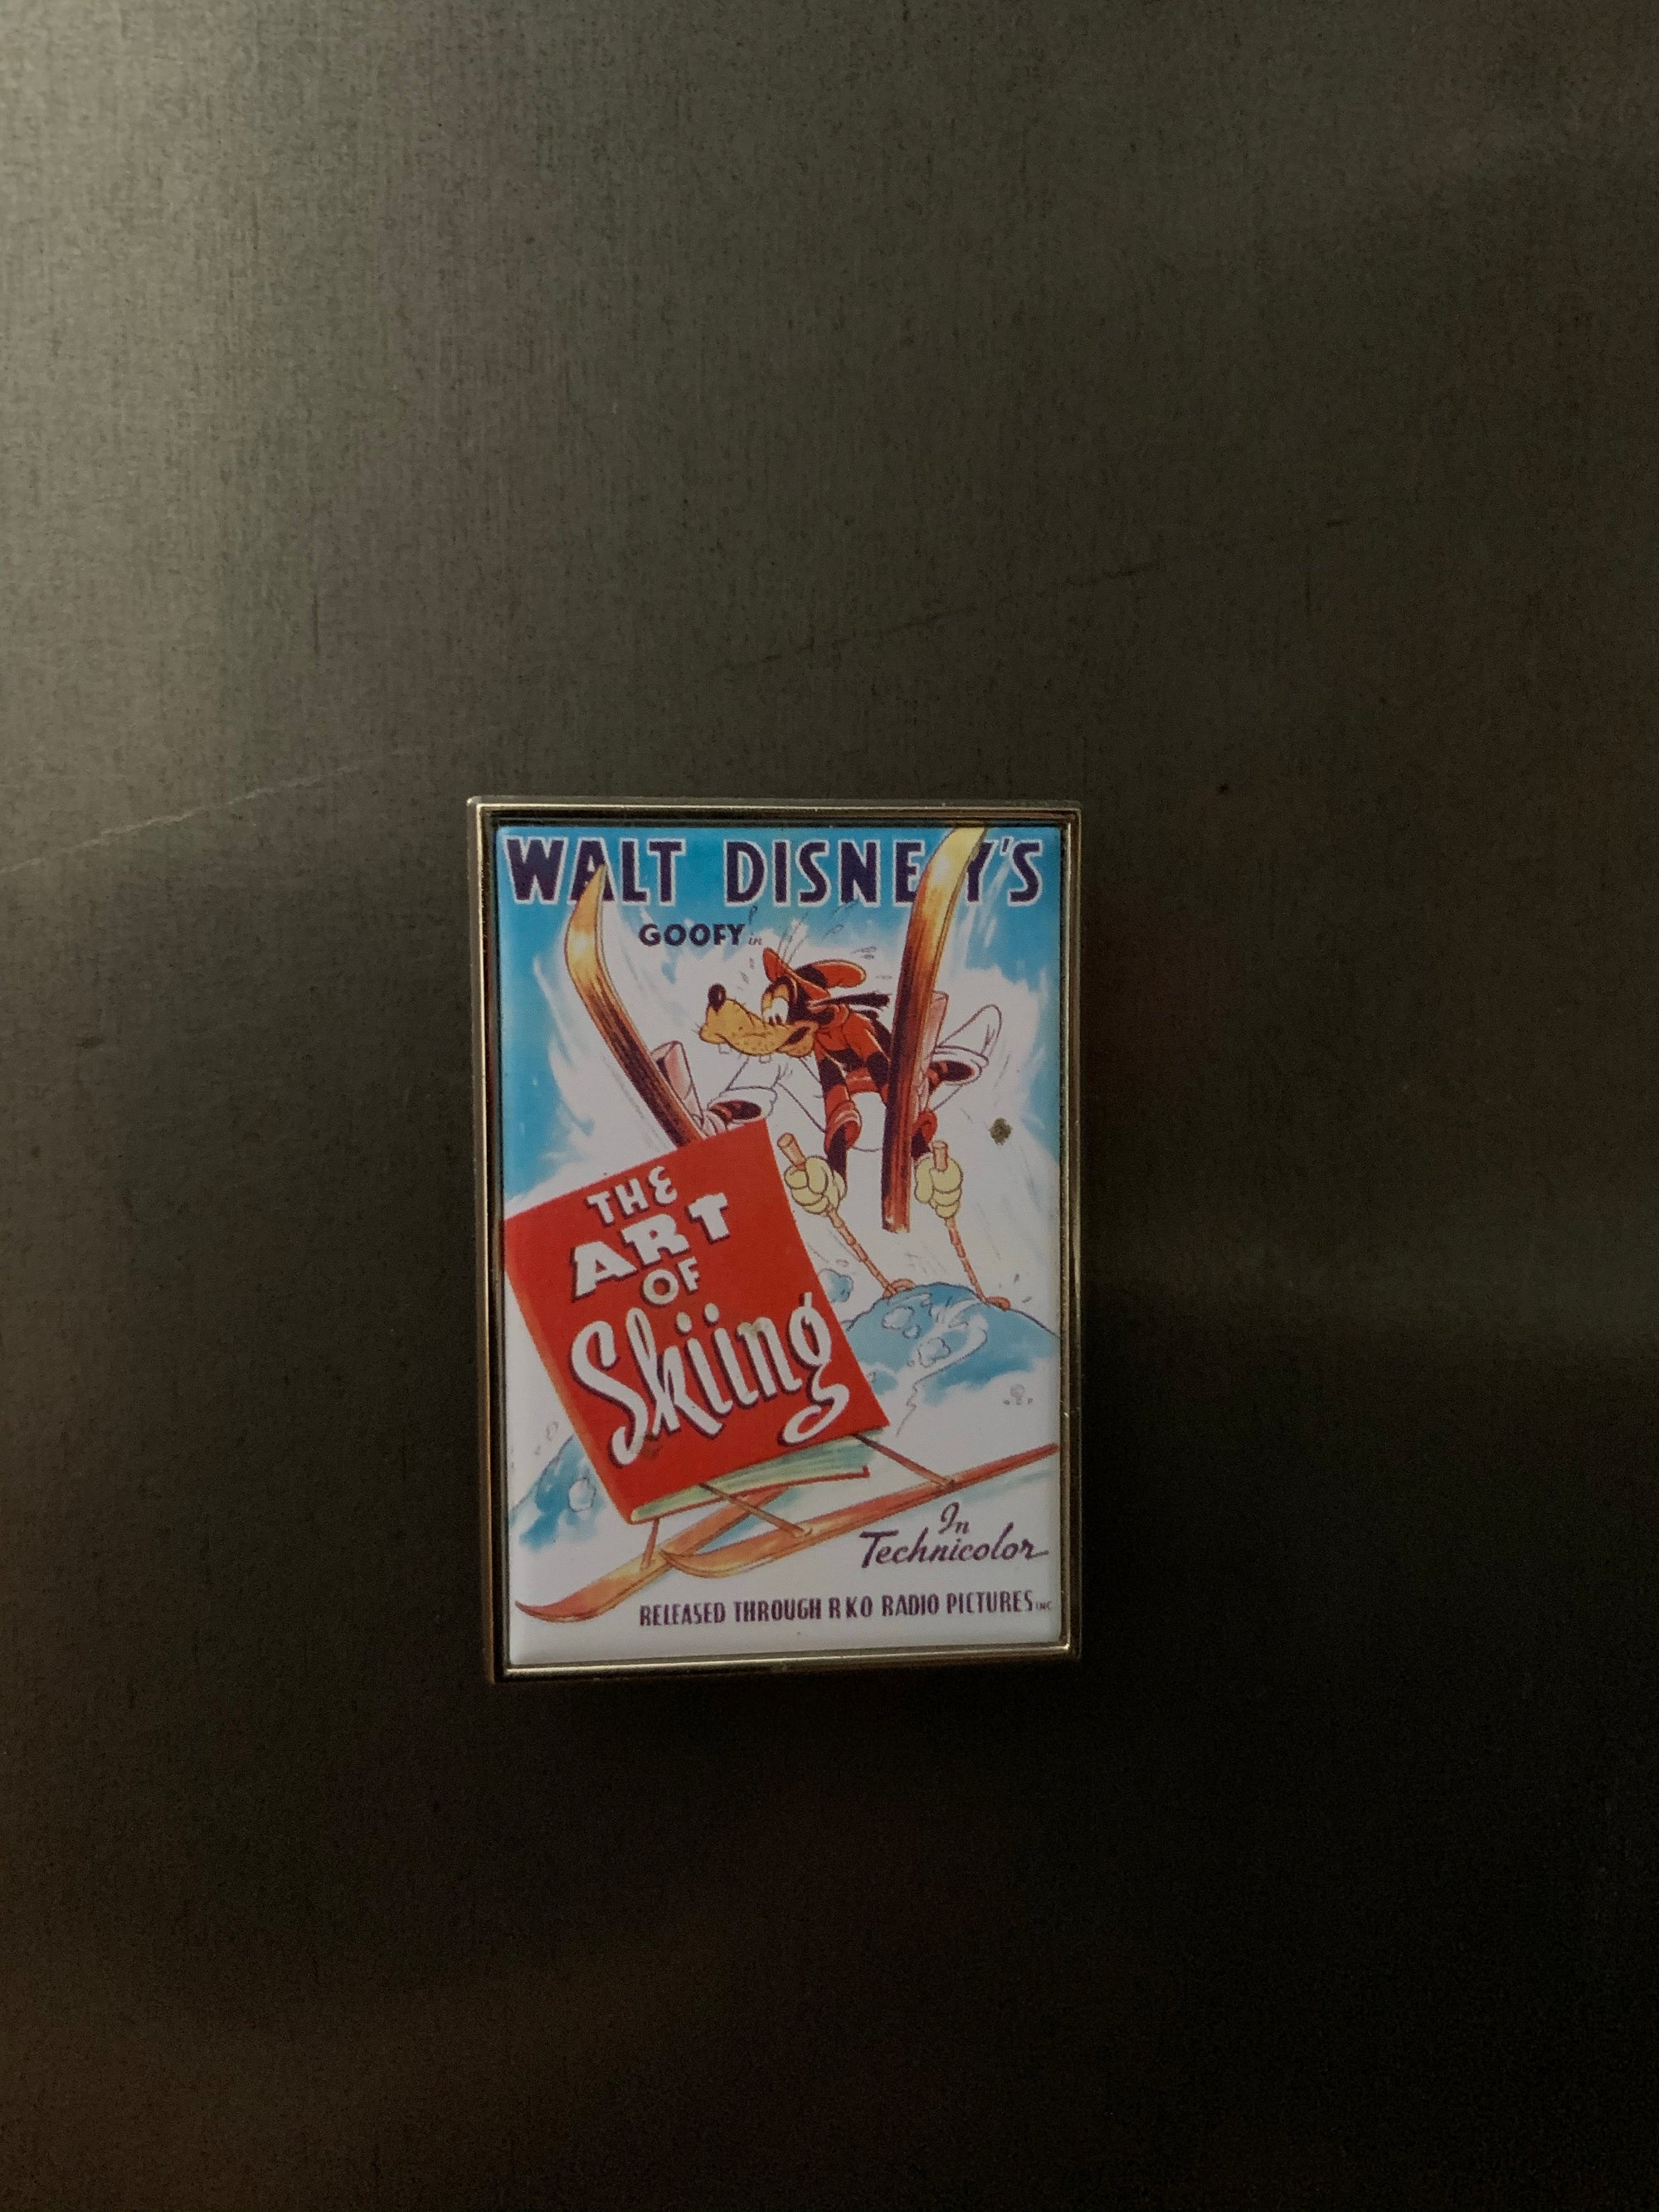 WALT DISNEY'S
GOOFY in
THE
ART
OF
Skiing
In
Technicolor
RELEASED THROUGH RKO RADIO PICTURES INC